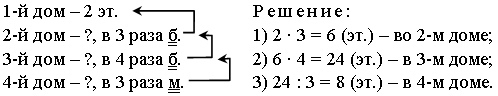 1-й дом – 2 эт.
2-й дом – ?, в 3 раза б.
3-й дом – ?, в 4 раза б.
4-й дом – ?, в 3 раза м.
Решение:
1) 2 · 3 = 6 (эт.) – во 2-м доме;
2) 6 · 4 = 24 (эт.) – в 3-м доме;
3) 24 : 3 = 8 (эт.) – в 4-м доме.